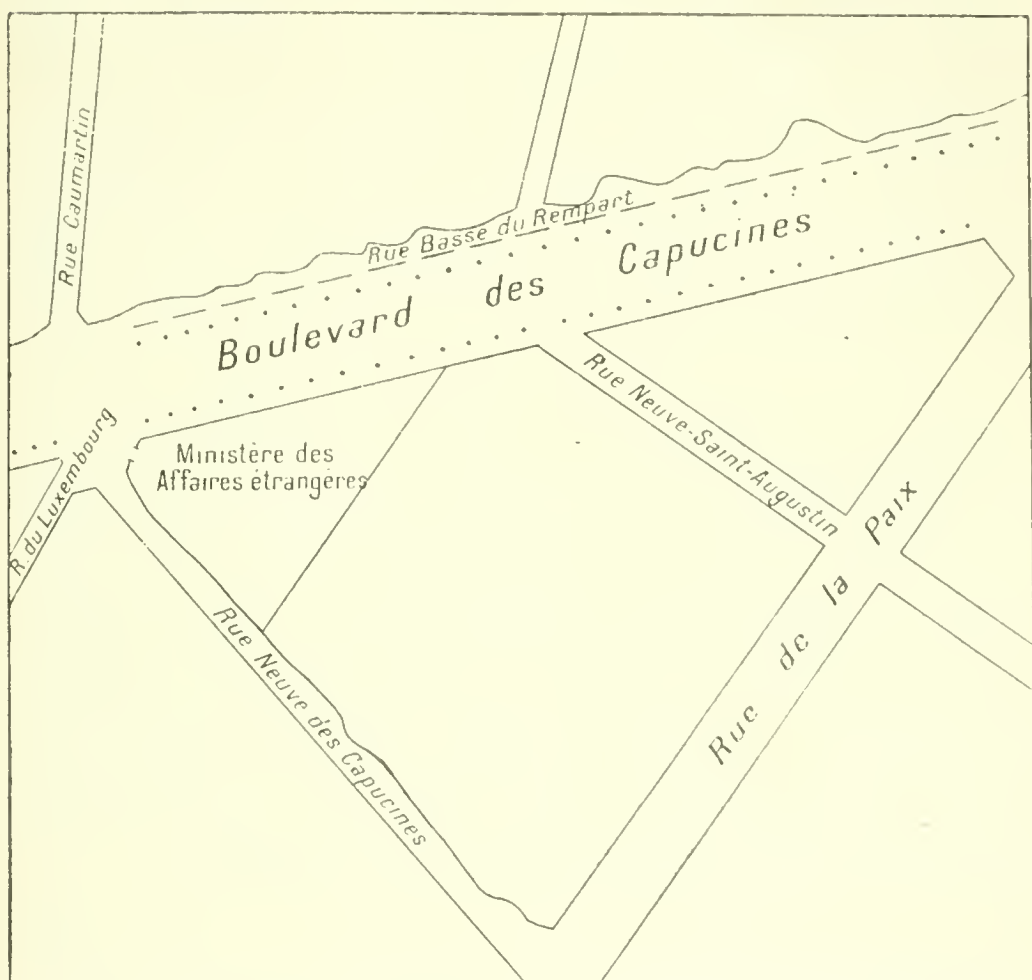 Rue Caumartin
Rue Basse du Rempart
Boulevard des Capucines
Ministère des
Affaires étrangères
R. du Luxembourg
Rue Neuve-Saint-Augustin
Rue de la Paix
Rue Neuve des Capucines